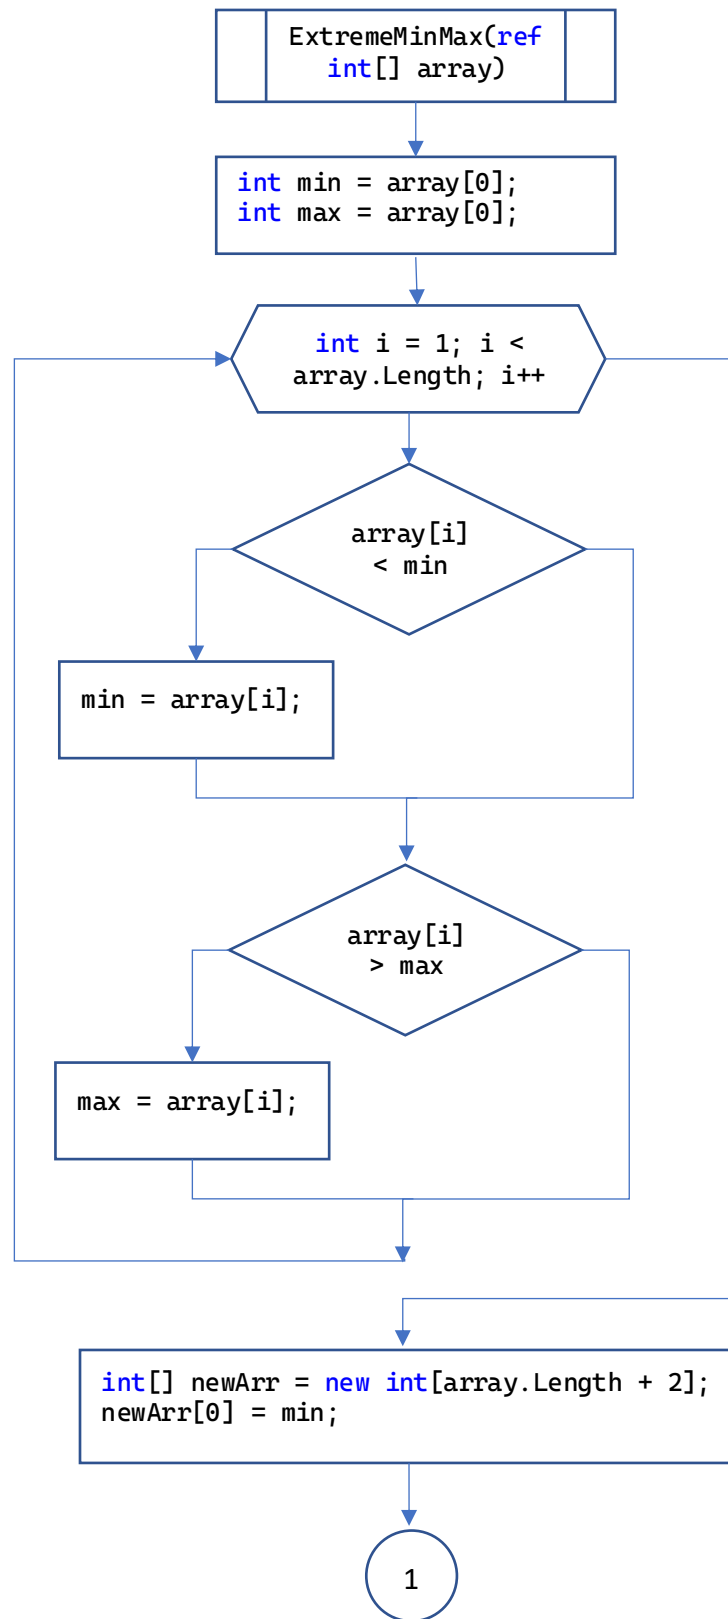 ExtremeMinMax(ref
int[] array)
int min = array[0];
int max = array[0];
int i = 1; i <
array.Length; i++
array[i]
< min
min = array[i];
array[i]
> max
max = array[i];
int[] newArr = new int[array.Length + 2];
newArr[0] = min;
1